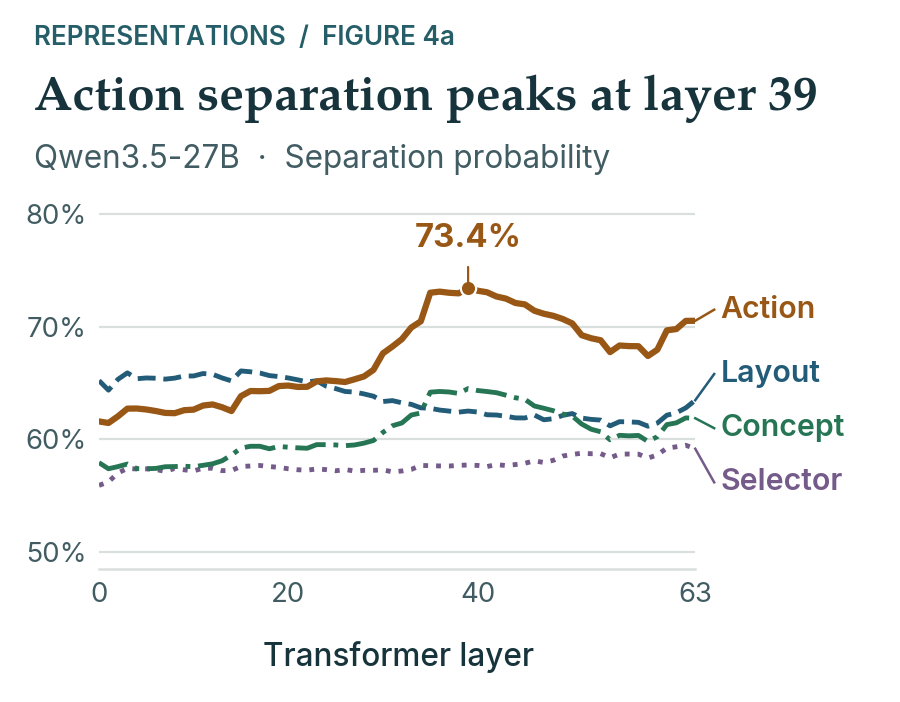 REPRESENTATIONS / FIGURE 4a
Action separation peaks at layer 39
Qwen3.5-27B · Separation probability
80%
73.4%
70%
Action
Layout
60%
Concept
Selector
50%
0 20 40 63
Transformer layer